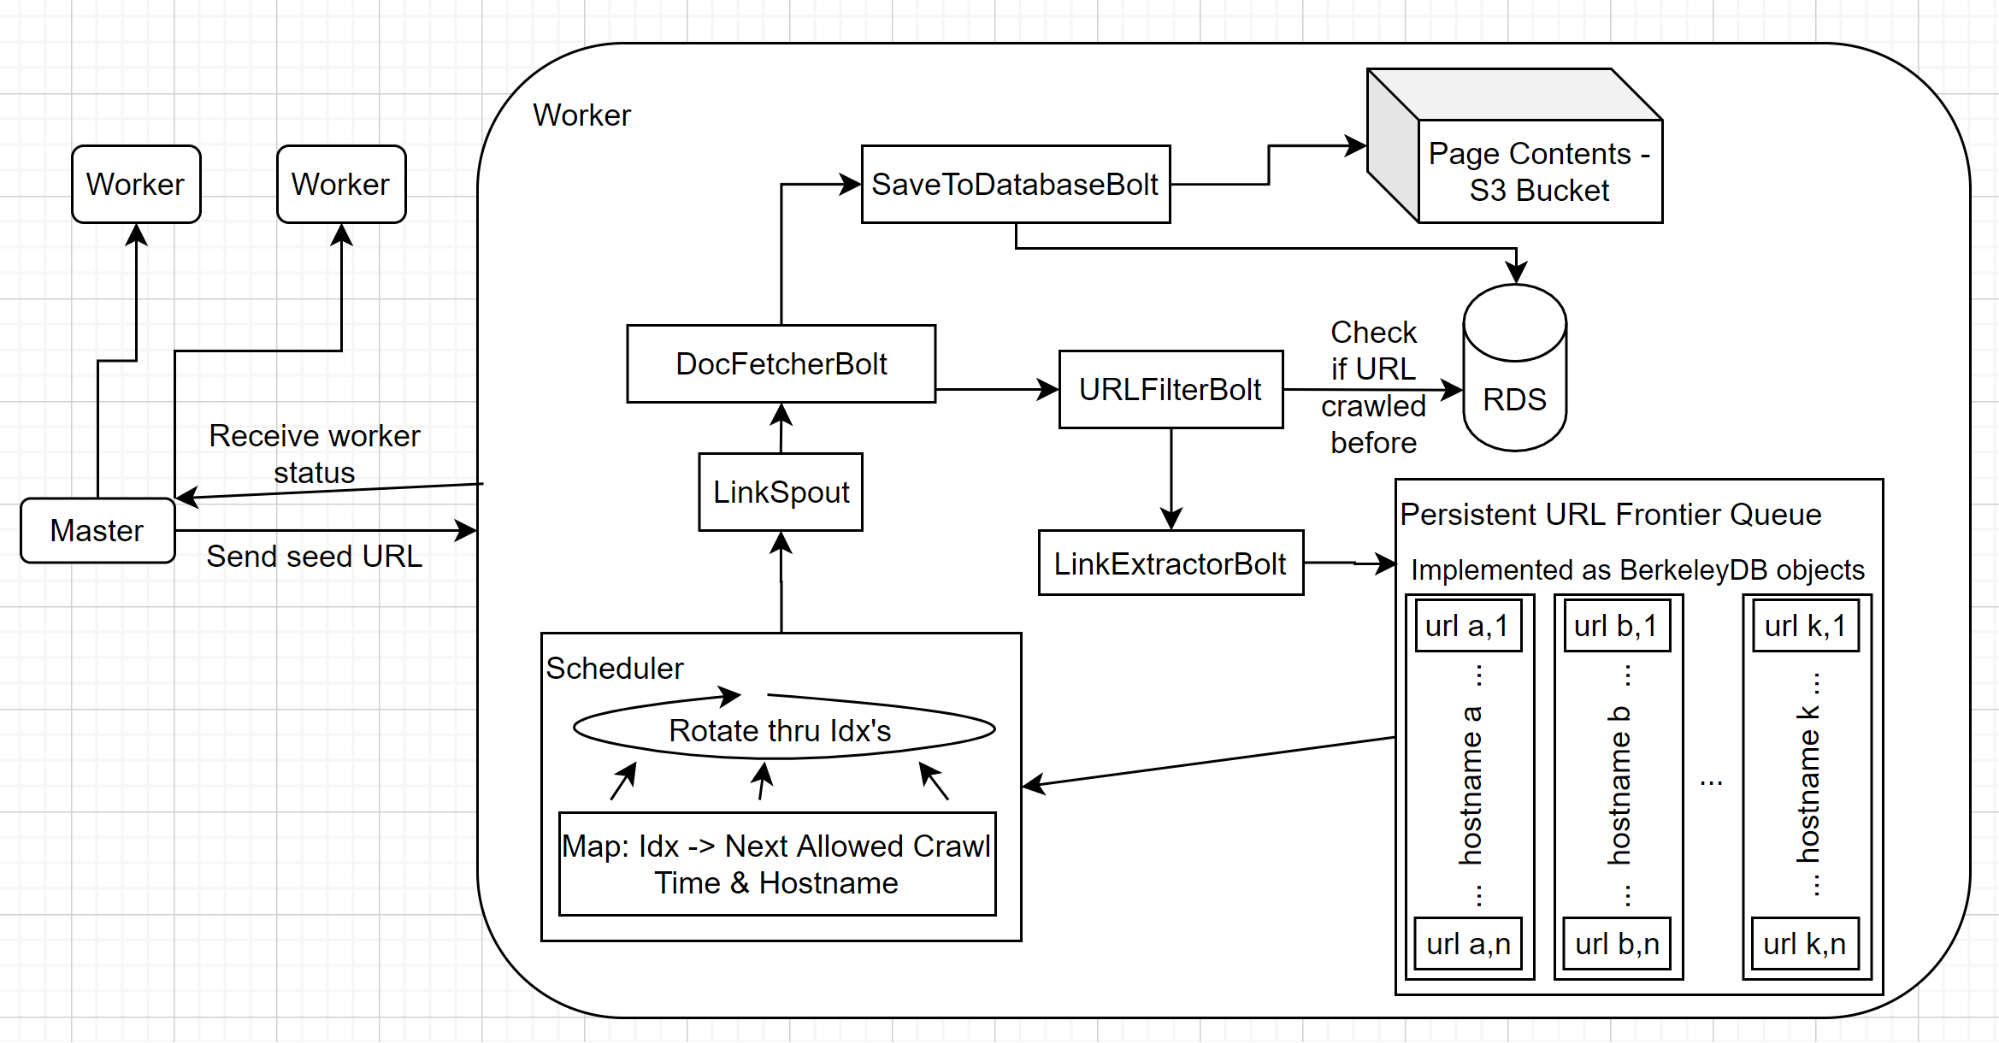 Worker
Worker
Worker
Master
Receive worker
status
Send seed URL
SaveToDatabaseBolt
Page Contents -
S3 Bucket
DocFetcherBolt
URLFilterBolt
Check
if URL
crawled
before
RDS
LinkSpout
LinkExtractorBolt
Persistent URL Frontier Queue
Implemented as BerkeleyDB objects
url a,1
... hostname a ...
url a,n
url b,1
... hostname b ...
url b,n
...
url k,1
... hostname k ...
url k,n
Scheduler
Rotate thru Idx's
Map: Idx -> Next Allowed Crawl
Time & Hostname